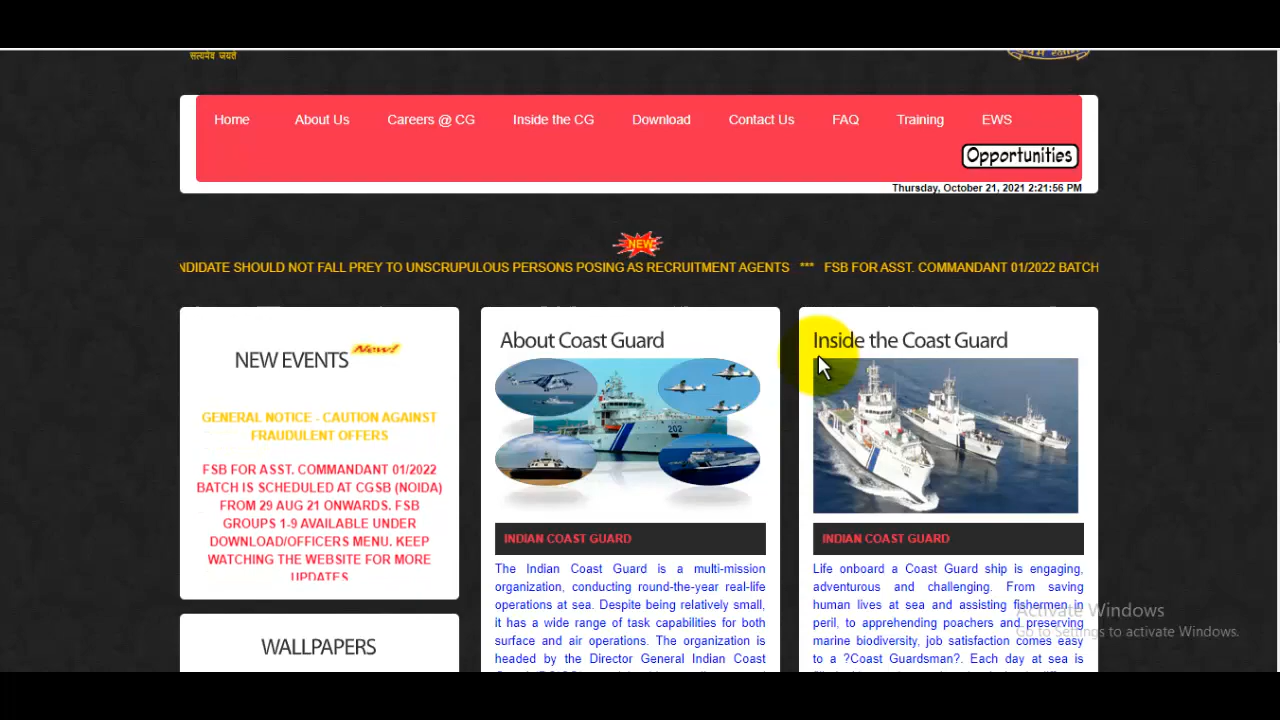 सत्यमेव जयते
Home About Us Careers @ CG Inside the CG Download Contact Us FAQ Training EWS
Opportunities
Thursday, October 21, 2021 2:21:56 PM
NEW
NDIDATE SHOULD NOT FALL PREY TO UNSCRUPULOUS PERSONS POSING AS RECRUITMENT AGENTS *** FSB FOR ASST. COMMANDANT 01/2022 BATCH
NEW EVENTS New!
GENERAL NOTICE - CAUTION AGAINST
FRAUDULENT OFFERS
FSB FOR ASST. COMMANDANT 01/2022
BATCH IS SCHEDULED AT CGSB (NOIDA)
FROM 29 AUG 21 ONWARDS. FSB
GROUPS 1-9 AVAILABLE UNDER
DOWNLOAD/OFFICERS MENU. KEEP
WATCHING THE WEBSITE FOR MORE
UPDATES
WALLPAPERS
About Coast Guard
202
INDIAN COAST GUARD
The Indian Coast Guard is a multi-mission
organization, conducting round-the-year real-life
operations at sea. Despite being relatively small,
it has a wide range of task capabilities for both
surface and air operations. The organization is
headed by the Director General Indian Coast
Inside the Coast Guard
202
INDIAN COAST GUARD
Life onboard a Coast Guard ship is engaging,
adventurous and challenging. From saving
human lives at sea and assisting fishermen in
peril, to apprehending poachers and preserving
marine biodiversity, job satisfaction comes easy
to a ?Coast Guardsman?. Each day at sea is
Activate Windows
Go to Settings to activate Windows.